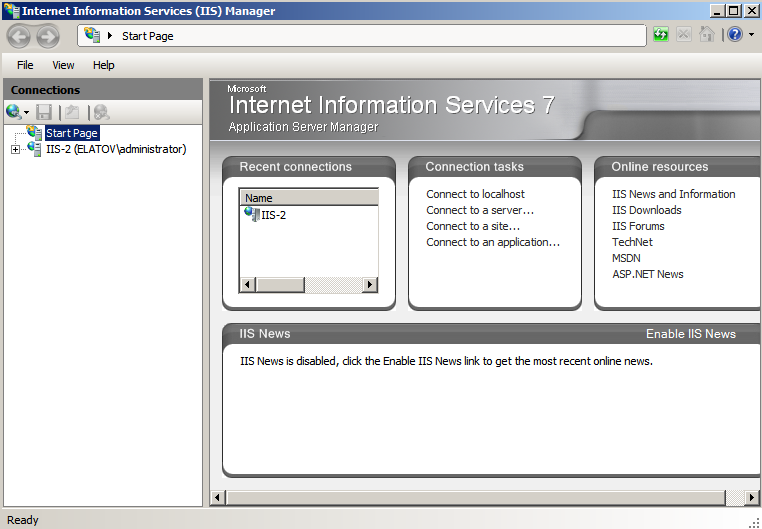 Internet Information Services (IIS) Manager
Start Page
File View Help
Connections
Start Page
IIS-2 (ELATOV\administrator)
Microsoft
Internet Information Services 7
Application Server Manager
Recent connections
Name
IIS-2
Connection tasks
Connect to localhost
Connect to a server...
Connect to a site...
Connect to an application...
Online resources
IIS News and Information
IIS Downloads
IIS Forums
TechNet
MSDN
ASP.NET News
IIS News
Enable IIS News
IIS News is disabled, click the Enable IIS News link to get the most recent online news.
Ready